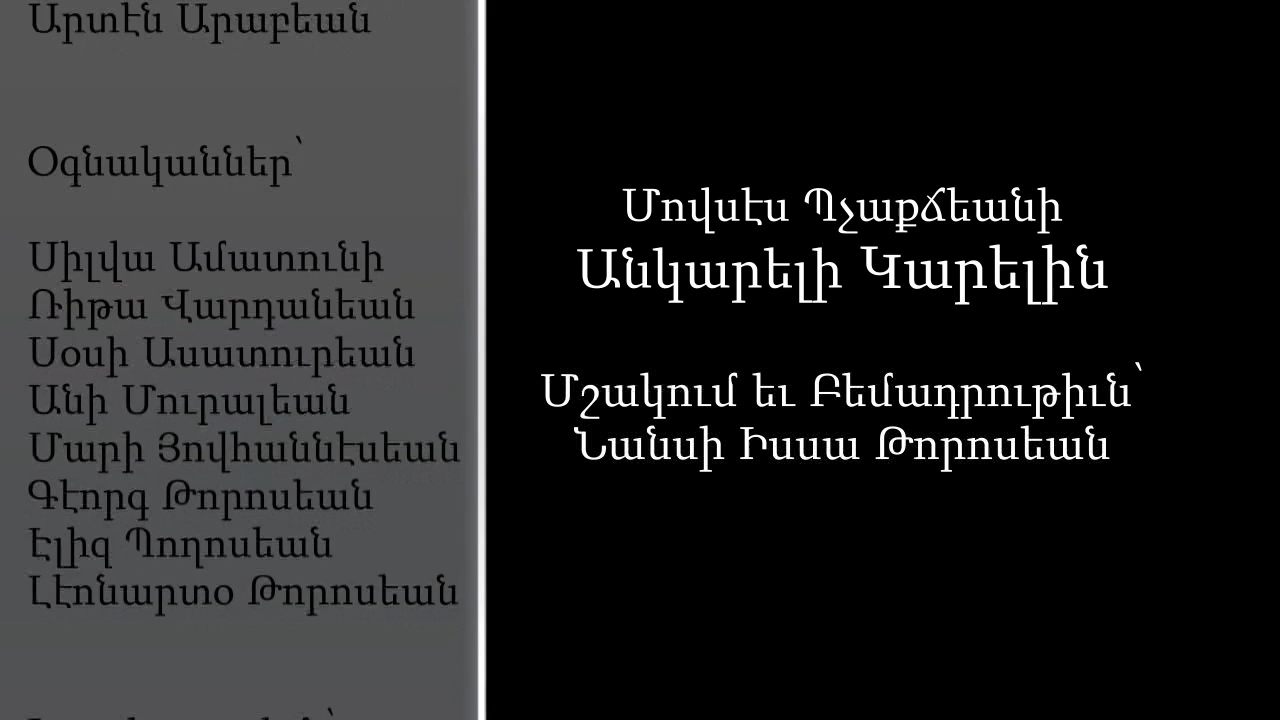 Արտէն Արաբեան
Օգնականներ՝
Սիլվա Ամատունի
Ռիթա Վարդանեան
Սօսի Ասատուրեան
Անի Մուրալեան
Մարի Յովհաննէսեան
Գէորգ Թորոսեան
Էլիզ Պողոսեան
Լէոնարտօ Թորոսեան
Մովսէս Պչաքճեանի
Անկարելի Կարելին
Մշակում եւ Բեմադրութիւն՝
Նանսի Իսսա Թորոսեան